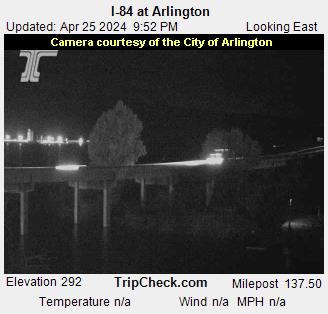 I-84 at Arlington
Updated: Apr 25 2024 9:52 PM Looking East
Camera courtesy of the City of Arlington
Elevation 292 TripCheck.com Milepost 137.50
Temperature n/a Wind n/a MPH n/a